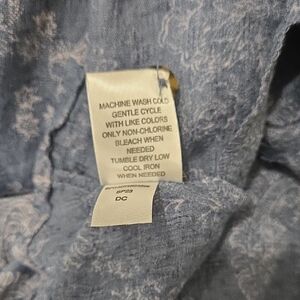 MACHINE WASH COLD
GENTLE CYCLE
WITH LIKE COLORS
ONLY NON-CHLORINE
BLEACH WHEN
NEEDED
TUMBLE DRY LOW
COOL IRON
WHEN NEEDED
SP23
DC